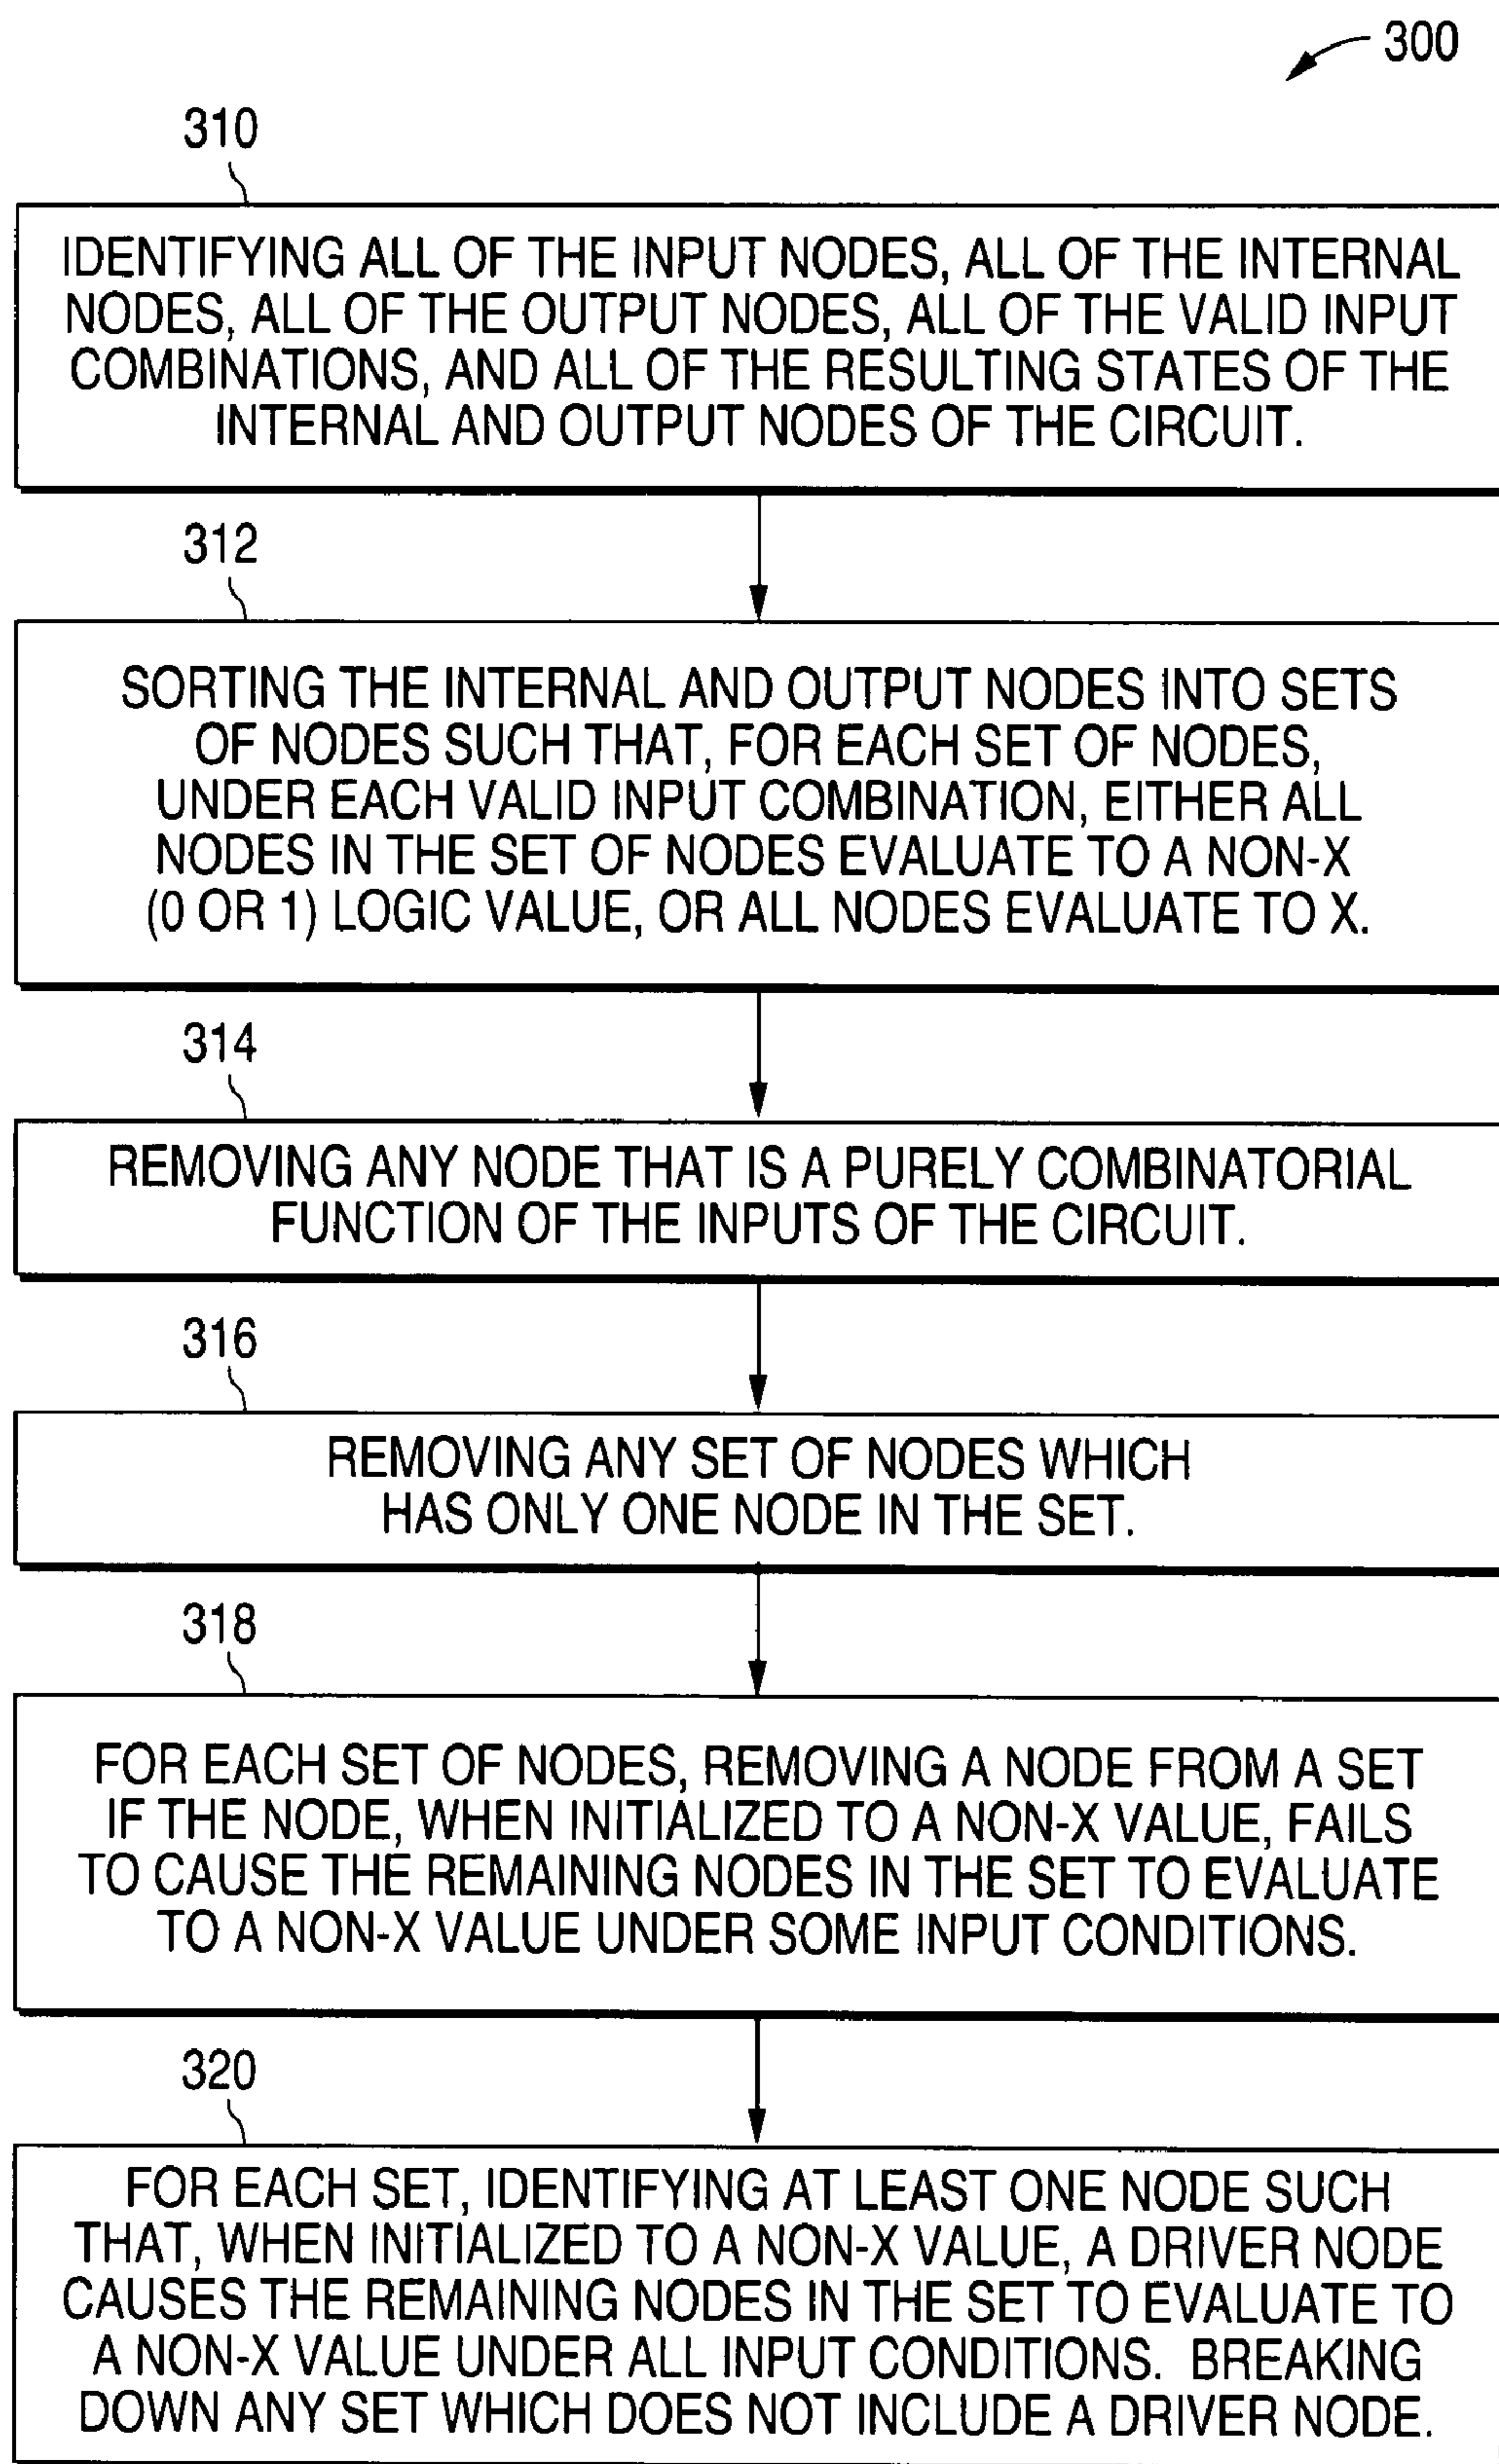 300
310
IDENTIFYING ALL OF THE INPUT NODES, ALL OF THE INTERNAL
NODES, ALL OF THE OUTPUT NODES, ALL OF THE VALID INPUT
COMBINATIONS, AND ALL OF THE RESULTING STATES OF THE
INTERNAL AND OUTPUT NODES OF THE CIRCUIT.
312
SORTING THE INTERNAL AND OUTPUT NODES INTO SETS
OF NODES SUCH THAT, FOR EACH SET OF NODES,
UNDER EACH VALID INPUT COMBINATION, EITHER ALL
NODES IN THE SET OF NODES EVALUATE TO A NON-X
(0 OR 1) LOGIC VALUE, OR ALL NODES EVALUATE TO X.
314
REMOVING ANY NODE THAT IS A PURELY COMBINATORIAL
FUNCTION OF THE INPUTS OF THE CIRCUIT.
316
REMOVING ANY SET OF NODES WHICH
HAS ONLY ONE NODE IN THE SET.
318
FOR EACH SET OF NODES, REMOVING A NODE FROM A SET
IF THE NODE, WHEN INITIALIZED TO A NON-X VALUE, FAILS
TO CAUSE THE REMAINING NODES IN THE SET TO EVALUATE
TO A NON-X VALUE UNDER SOME INPUT CONDITIONS.
320
FOR EACH SET, IDENTIFYING AT LEAST ONE NODE SUCH
THAT, WHEN INITIALIZED TO A NON-X VALUE, A DRIVER NODE
CAUSES THE REMAINING NODES IN THE SET TO EVALUATE TO
A NON-X VALUE UNDER ALL INPUT CONDITIONS. BREAKING
DOWN ANY SET WHICH DOES NOT INCLUDE A DRIVER NODE.